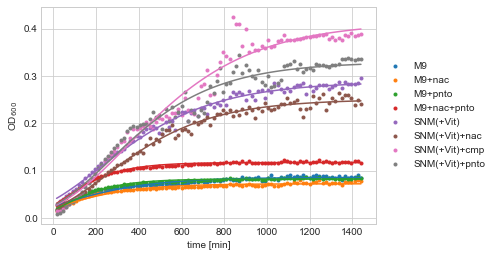 0.4
0.3
0.2
0.1
0.0
OD600
0 200 400 600 800 1000 1200 1400
time [min]
M9
M9+nac
M9+pnto
M9+nac+pnto
SNM(+Vit)
SNM(+Vit)+nac
SNM(+Vit)+cmp
SNM(+Vit)+pnto